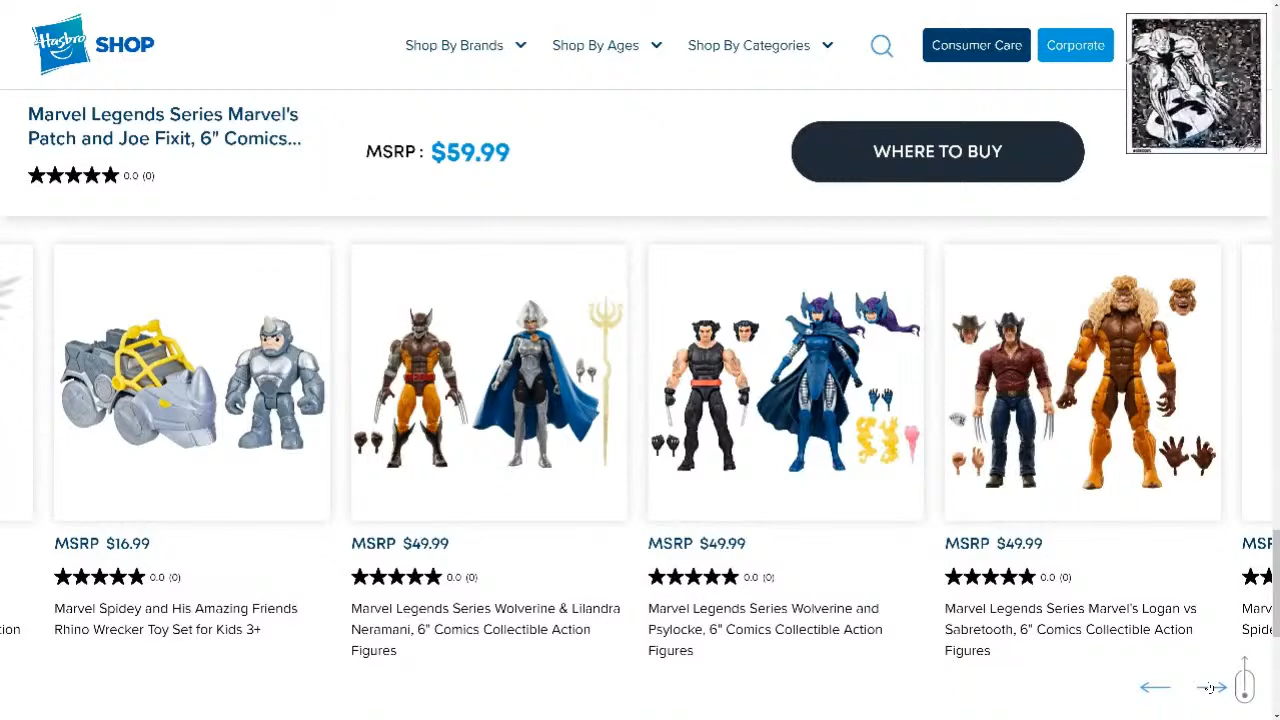 Hasbro
SHOP
Shop By Brands
Shop By Ages
Shop By Categories
Consumer Care
Corporate
Marvel Legends Series Marvel's
Patch and Joe Fixit, 6" Comics...
0.0 (0)
MSRP : $59.99
WHERE TO BUY
MSRP $16.99
0.0 (0)
Marvel Spidey and His Amazing Friends
Rhino Wrecker Toy Set for Kids 3+
MSRP $49.99
0.0 (0)
Marvel Legends Series Wolverine & Lilandra
Neramani, 6" Comics Collectible Action
Figures
MSRP $49.99
0.0 (0)
Marvel Legends Series Wolverine and
Psylocke, 6" Comics Collectible Action
Figures
MSRP $49.99
0.0 (0)
Marvel Legends Series Marvel's Logan vs
Sabretooth, 6" Comics Collectible Action
Figures